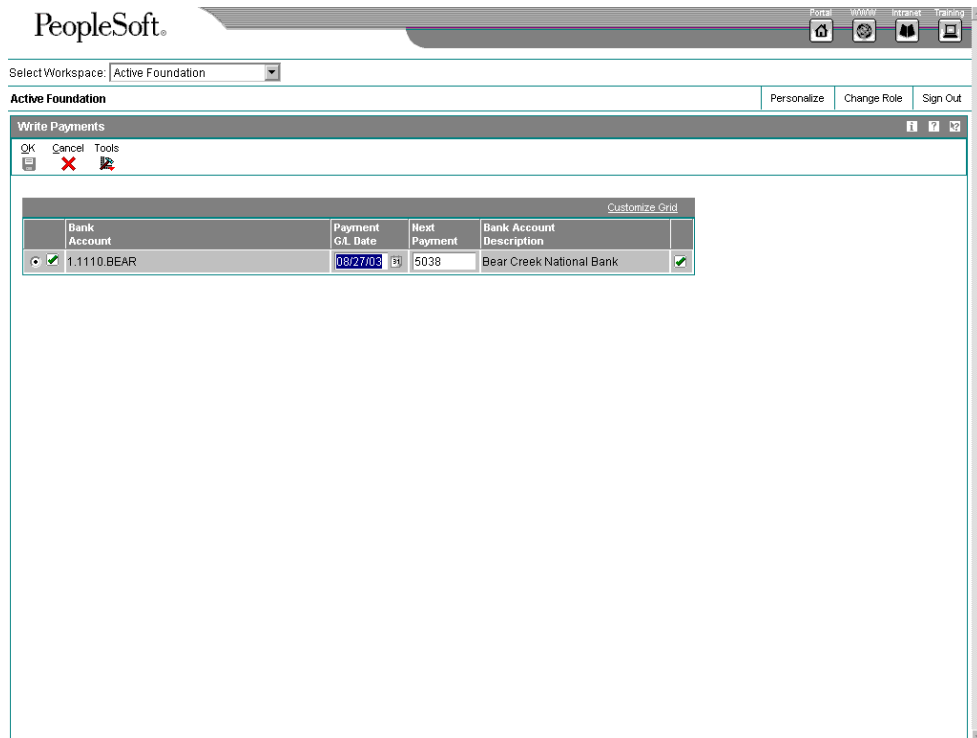 PeopleSoft®
Portal WWW Intranet Training
Select Workspace: Active Foundation
Active Foundation Personalize Change Role Sign Out
Write Payments
OK Cancel Tools
Customize Grid
Bank Account Payment G/L Date Next Payment Bank Account Description
1.1110.BEAR 08/27/03 31 5038 Bear Creek National Bank